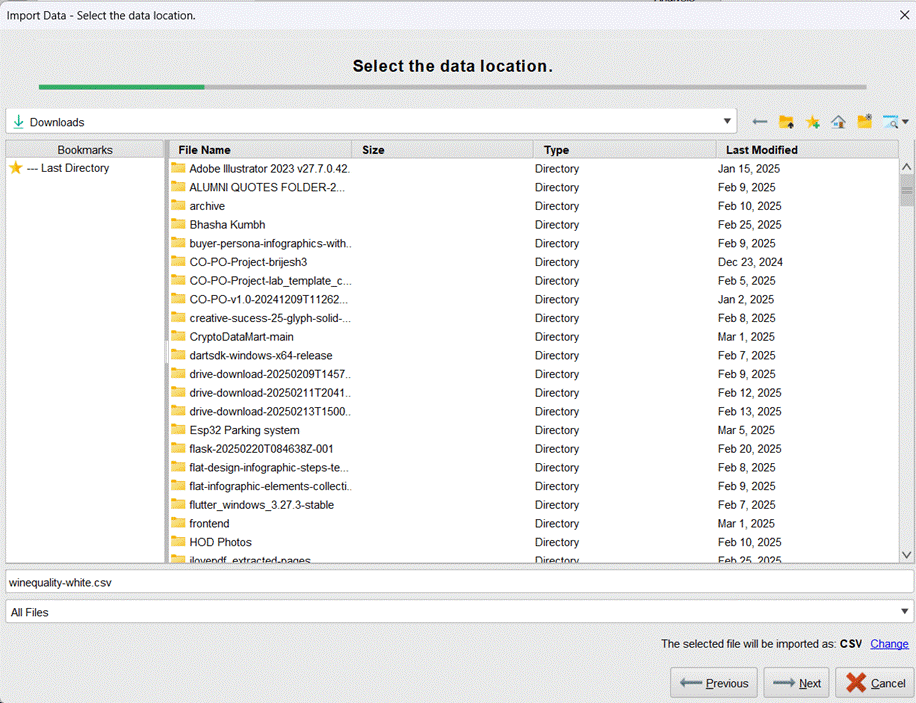 Import Data - Select the data location.
Select the data location.
Downloads
Bookmarks
--- Last Directory
File Name Size Type Last Modified
Adobe Illustrator 2023 v27.7.0.42. Directory Jan 15, 2025
ALUMNI QUOTES FOLDER-2... Directory Feb 9, 2025
archive Directory Feb 10, 2025
Bhasha Kumbh Directory Feb 25, 2025
buyer-persona-infographics-with.. Directory Feb 9, 2025
CO-PO-Project-brijesh3 Directory Dec 23, 2024
CO-PO-Project-lab_template_c... Directory Feb 5, 2025
CO-PO-v1.0-20241209T11262... Directory Jan 2, 2025
creative-sucess-25-glyph-solid-... Directory Feb 8, 2025
CryptoDataMart-main Directory Mar 1, 2025
dartsdk-windows-x64-release Directory Feb 7, 2025
drive-download-20250209T1457.. Directory Feb 9, 2025
drive-download-20250211T2041.. Directory Feb 12, 2025
drive-download-20250213T1500.. Directory Feb 13, 2025
Esp32 Parking system Directory Mar 5, 2025
flask-20250220T084638Z-001 Directory Feb 20, 2025
flat-design-infographic-steps-te... Directory Feb 8, 2025
flat-infographic-elements-collecti.. Directory Feb 9, 2025
flutter_windows_3.27.3-stable Directory Feb 7, 2025
frontend Directory Mar 1, 2025
HOD Photos Directory Feb 10, 2025
ilovepdf_extracted-pages Directory Feb 25, 2025
winequality-white.csv
All Files
The selected file will be imported as: CSV Change
Previous Next Cancel